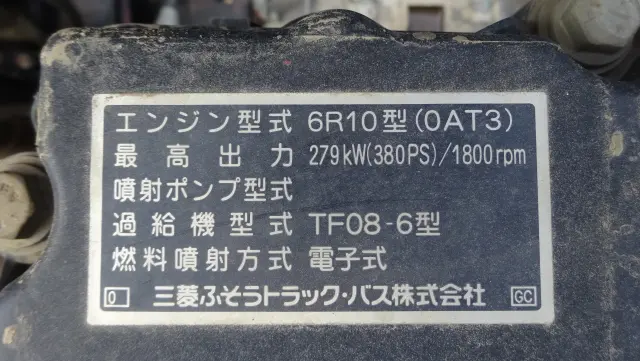 エンジン型式 6R10型(0AT3)
最高出力 279kW(380PS)/1800rpm
噴射ポンプ型式
過給機型式 TF08-6型
燃料噴射方式 電子式
0 三菱ふそうトラック・バス株式会社 GC